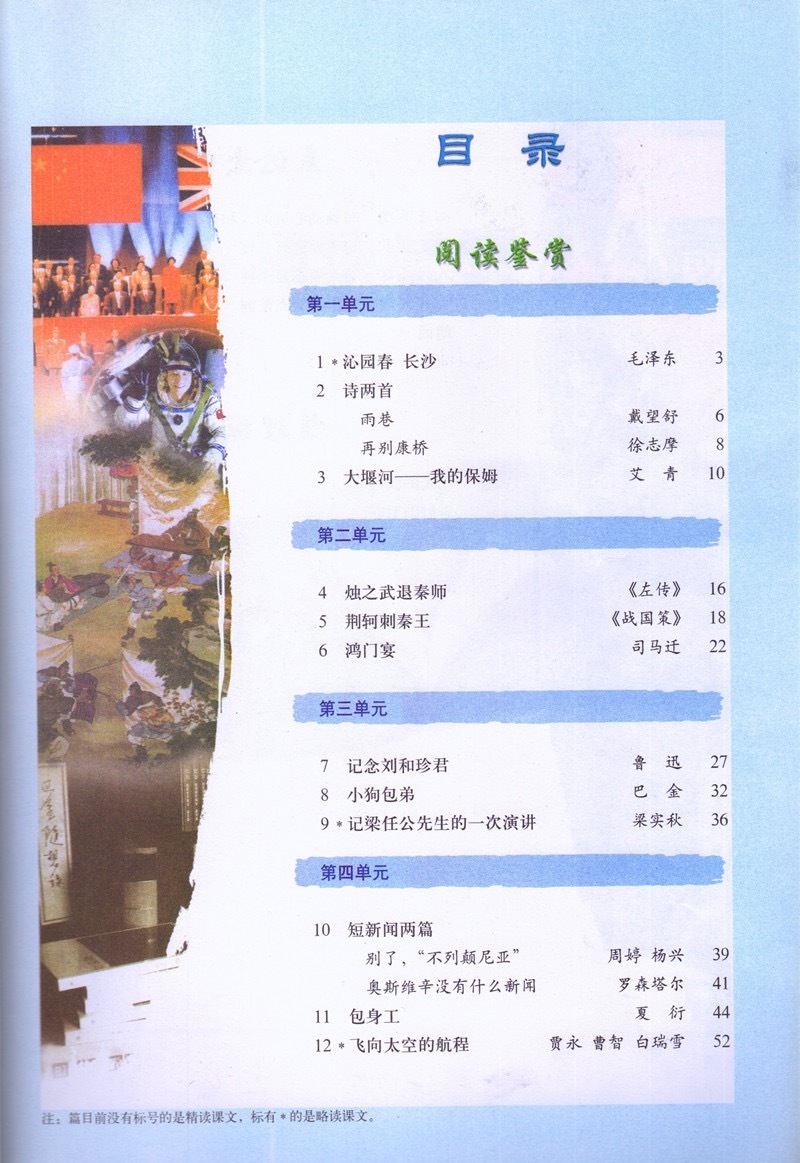 目 录
阅读鉴赏
第一单元
1 *沁园春 长沙 毛泽东 3
2 诗两首
雨巷 戴望舒 6
再别康桥 徐志摩 8
3 大堰河——我的保姆 艾 青 10
第二单元
4 烛之武退秦师 《左传》 16
5 荆轲刺秦王 《战国策》 18
6 鸿门宴 司马迁 22
第三单元
7 记念刘和珍君 鲁 迅 27
8 小狗包弟 巴 金 32
9 *记梁任公先生的一次演讲 梁实秋 36
第四单元
10 短新闻两篇
别了，“不列颠尼亚” 周婷 杨兴 39
奥斯维辛没有什么新闻 罗森塔尔 41
11 包身工 夏 衍 44
12 *飞向太空的航程 贾永 曹智 白瑞雪 52
注：篇目前没有标号的是精读课文，标有*的是略读课文。